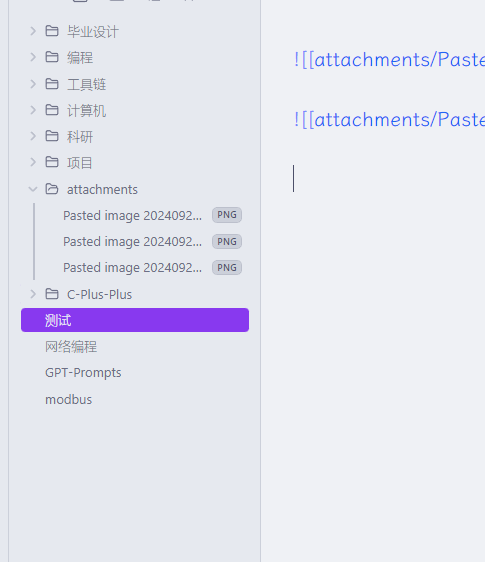 毕业设计
编程
工具链
计算机
科研
项目
attachments
Pasted image 2024092... PNG
Pasted image 2024092... PNG
Pasted image 2024092... PNG
C-Plus-Plus
测试
网络编程
GPT-Prompts
modbus
![[attachments/Paste
![[attachments/Paste